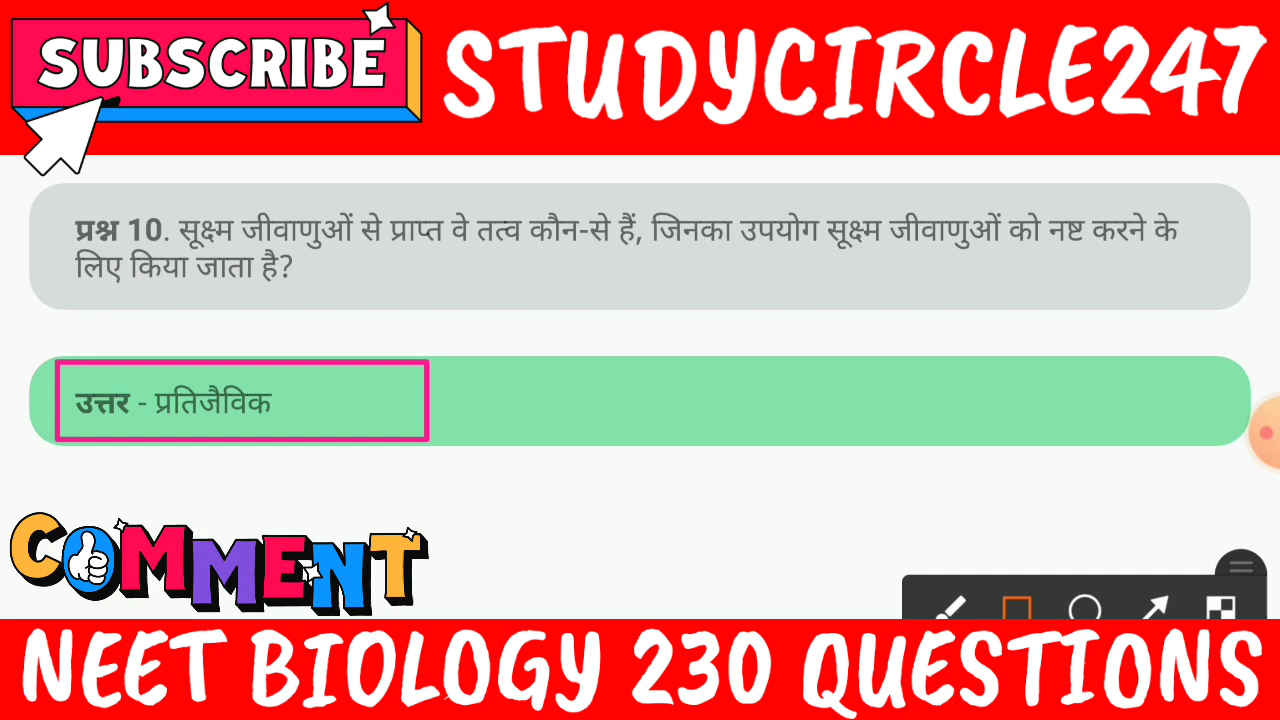 SUBSCRIBE
STUDYCIRCLE247
प्रश्न 10. सूक्ष्म जीवाणुओं से प्राप्त वे तत्व कौन-से हैं, जिनका उपयोग सूक्ष्म जीवाणुओं को नष्ट करने के
लिए किया जाता है?
उत्तर - प्रतिजैविक
COMMENT
NEET BIOLOGY 230 QUESTIONS